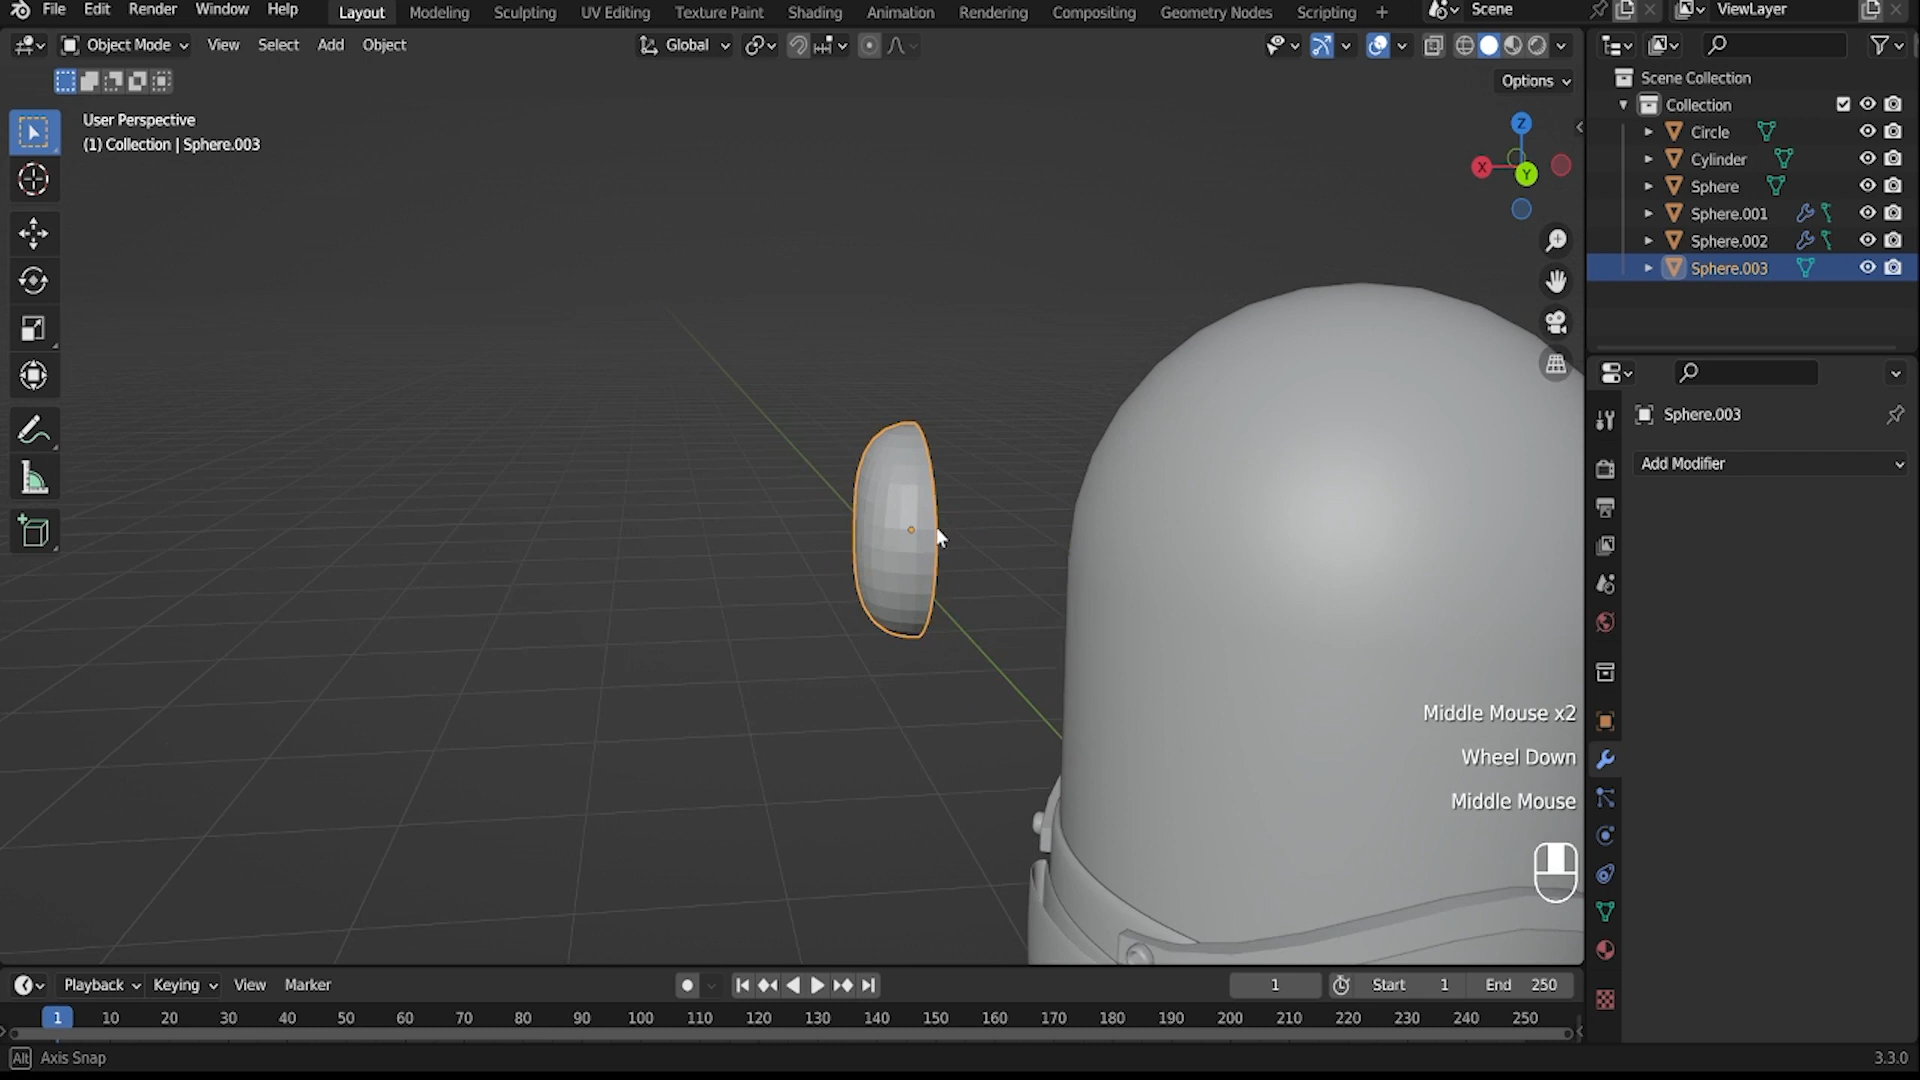 File Edit Render Window Help Layout Modeling Sculpting UV Editing Texture Paint Shading Animation Rendering Compositing Geometry Nodes Scripting + Scene ViewLayer
Object Mode View Select Add Object Global
Options
User Perspective
(1) Collection | Sphere.003
Z
X
Y
Scene Collection
Collection
Circle
Cylinder
Sphere
Sphere.001
Sphere.002
Sphere.003
Sphere.003
Add Modifier
Middle Mouse x2
Wheel Down
Middle Mouse
Playback Keying View Marker 1 Start 1 End 250
1 10 20 30 40 50 60 70 80 90 100 110 120 130 140 150 160 170 180 190 200 210 220 230 240 250
Alt Axis Snap 3.3.0